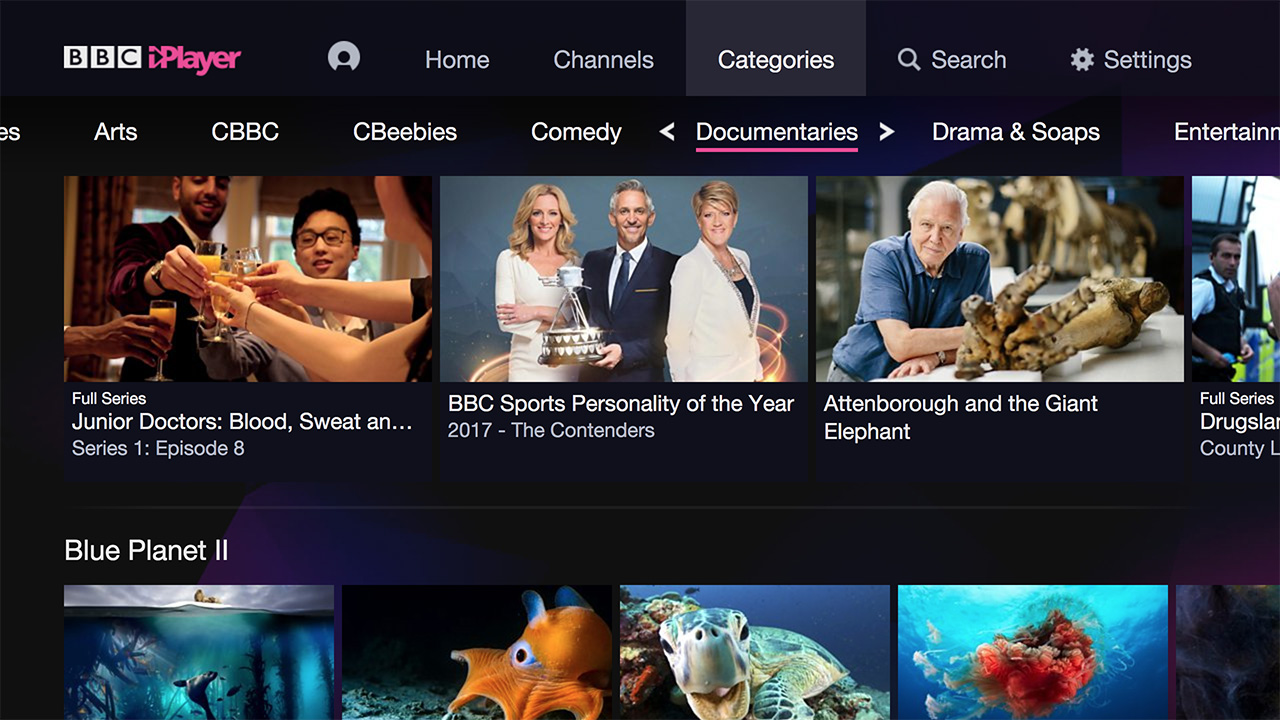 BBC iPlayer
Home
Channels
Categories
Search
Settings
es
Arts
CBBC
CBeebies
Comedy
< Documentaries >
Drama & Soaps
Entertainm
Full Series
Junior Doctors: Blood, Sweat an...
Series 1: Episode 8
BBC Sports Personality of the Year
2017 - The Contenders
Attenborough and the Giant
Elephant
Full Series
Drugslan
County L
Blue Planet II